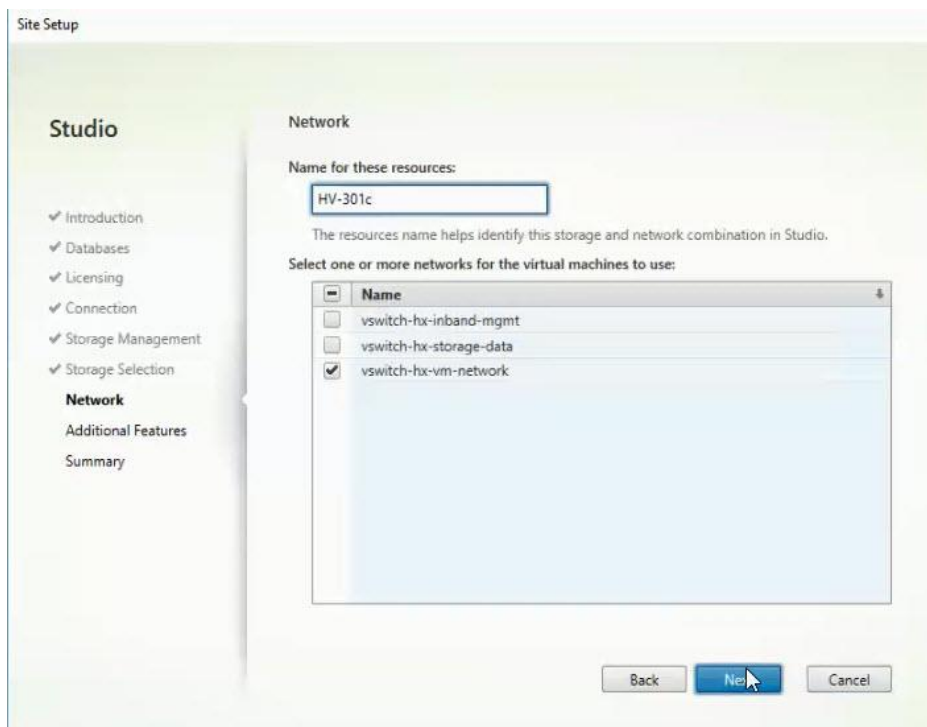 Site Setup
Studio
Introduction
Databases
Licensing
Connection
Storage Management
Storage Selection
Network
Additional Features
Summary
Network
Name for these resources:
HV-301c
The resources name helps identify this storage and network combination in Studio.
Select one or more networks for the virtual machines to use:
Name
vswitch-hx-inband-mgmt
vswitch-hx-storage-data
vswitch-hx-vm-network
Back
Cancel